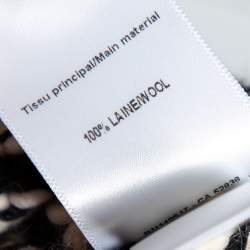 Tissu principal/Main material
100% LAINE/WOOL